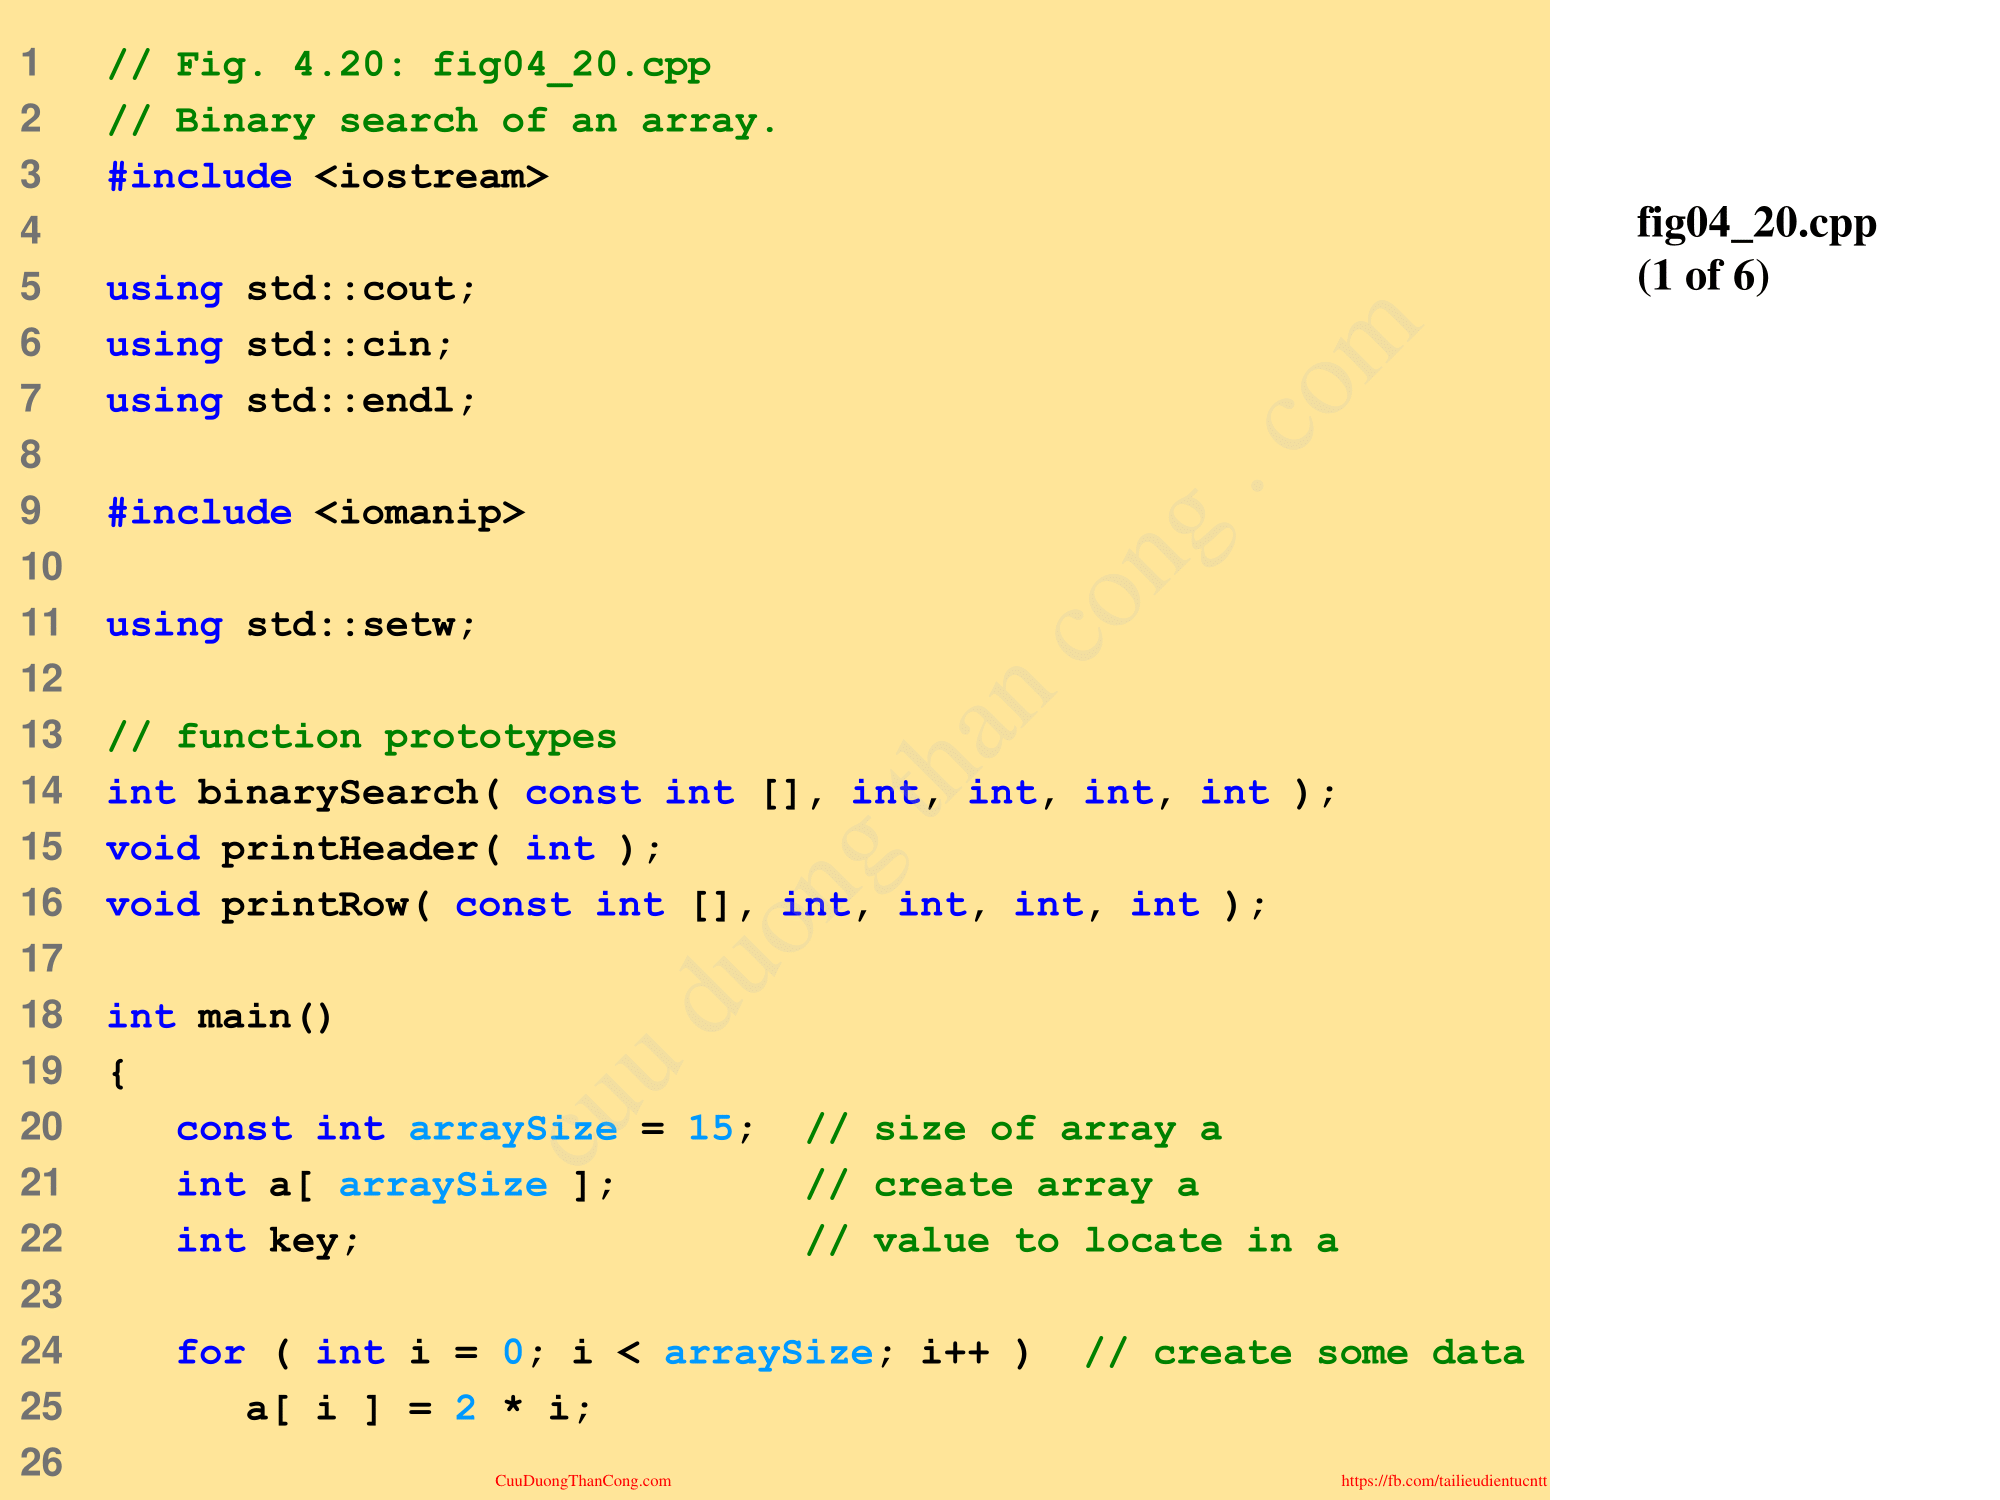 1 // Fig. 4.20: fig04_20.cpp
2 // Binary search of an array.
3 #include <iostream>
4
5 using std::cout;
6 using std::cin;
7 using std::endl;
8
9 #include <iomanip>
10
11 using std::setw;
12
13 // function prototypes
14 int binarySearch( const int [], int, int, int, int );
15 void printHeader( int );
16 void printRow( const int [], int, int, int, int );
17
18 int main()
19 {
20    const int arraySize = 15;  // size of array a
21    int a[ arraySize ];        // create array a
22    int key;                   // value to locate in a
23
24    for ( int i = 0; i < arraySize; i++ )  // create some data
25       a[ i ] = 2 * i;
26
fig04_20.cpp
(1 of 6)
cuu duong than cong . com
CuuDuongThanCong.com
https://fb.com/tailieudientucntt